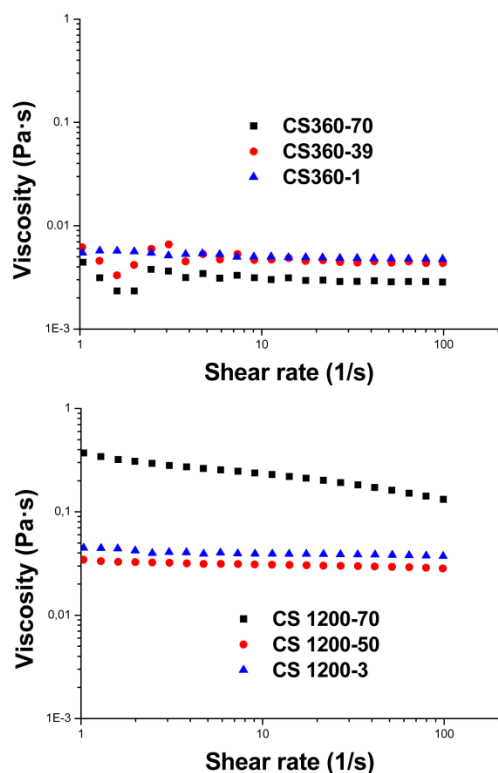 1
0.1
0.01
1E-3
Viscosity (Pa·s)
CS360-70
CS360-39
CS360-1
1 10 100
Shear rate (1/s)
1
0,1
0,01
1E-3
Viscosity (Pa·s)
CS 1200-70
CS 1200-50
CS 1200-3
1 10 100
Shear rate (1/s)